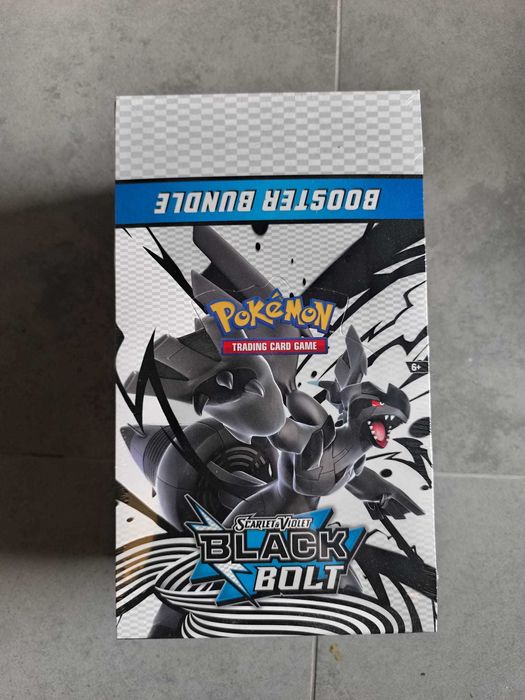 BOOSTER BUNDLE
POKéMON
TRADING CARD GAME
6+
SCARLET & VIOLET
BLACK
BOLT